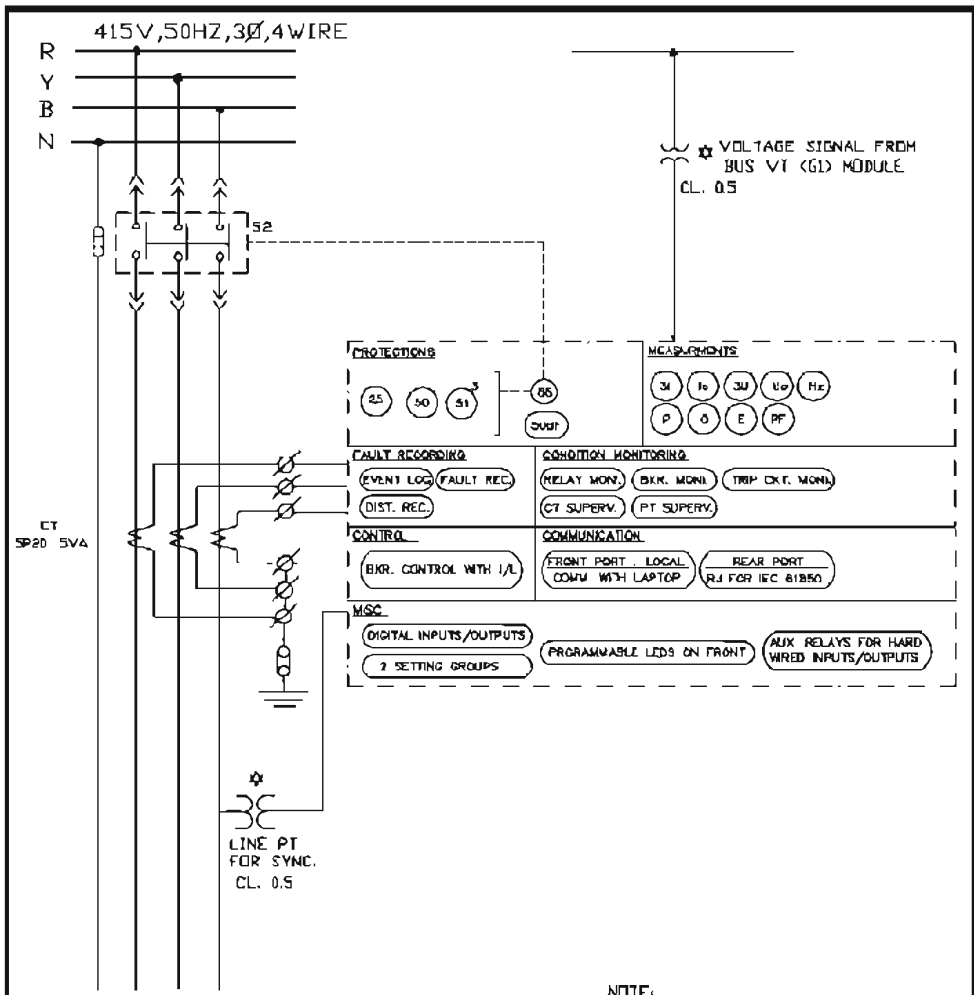 415V,50HZ,3Ø,4WIRE
R
Y
B
N
VOLTAGE SIGNAL FROM
BUS VT (G1) MODULE
CL. 0.5
52
PROTECTIONS
MEASURMENTS
25
50
51
3
86
50BF
3I
Io
3U
Uo
Hz
P
Q
E
PF
FAULT RECORDING
CONDITION MONITORING
EVENT LOG
FAULT REC.
RELAY MON.
BKR. MONI.
TRIP CKT. MONI.
DIST. REC.
CT SUPERV.
PT SUPERV.
CT
5P20 5VA
CONTROL
COMMUNICATION
BKR. CONTROL WITH I/L
FRONT PORT . LOCAL
COMM WITH LAPTOP
REAR PORT
RJ FOR IEC 61850
MISC
DIGITAL INPUTS/OUTPUTS
2 SETTING GROUPS
PROGRAMMABLE LEDS ON FRONT
AUX RELAYS FOR HARD
WIRED INPUTS/OUTPUTS
LINE PT
FOR SYNC.
CL. 0.5
NOTE: